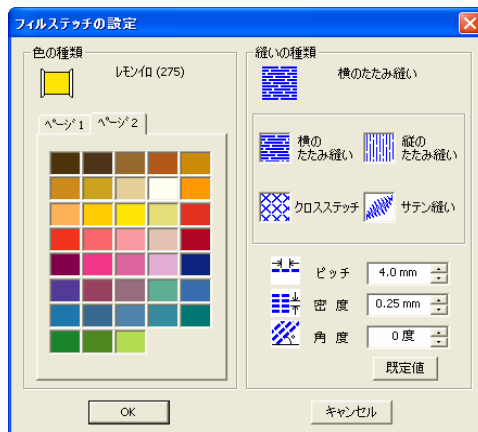 フィルステッチの設定
色の種類
レモンイロ (275)
ページ1 ページ2
OK
縫いの種類
横のたたみ縫い
横の
たたみ縫い
縦の
たたみ縫い
クロスステッチ
サテン縫い
ピッチ 4.0 mm
密度 0.25 mm
角度 0 度
既定値
キャンセル